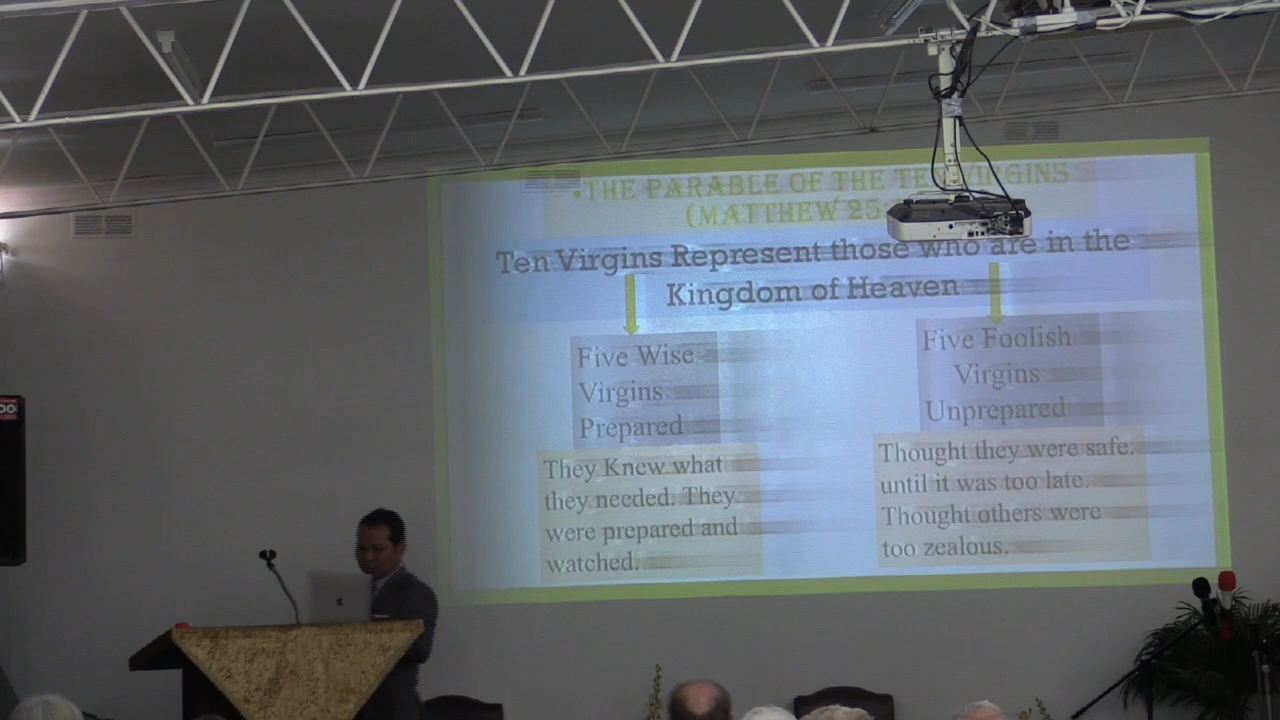 •THE PARABLE OF THE TEN VIRGINS
(MATTHEW 25:
Ten Virgins Represent those who are in the
Kingdom of Heaven
Five Wise
Virgins
Prepared
They Knew what
they needed. They
were prepared and
watched.
Five Foolish
Virgins
Unprepared
Thought they were safe.
until it was too late.
Thought others were
too zealous.